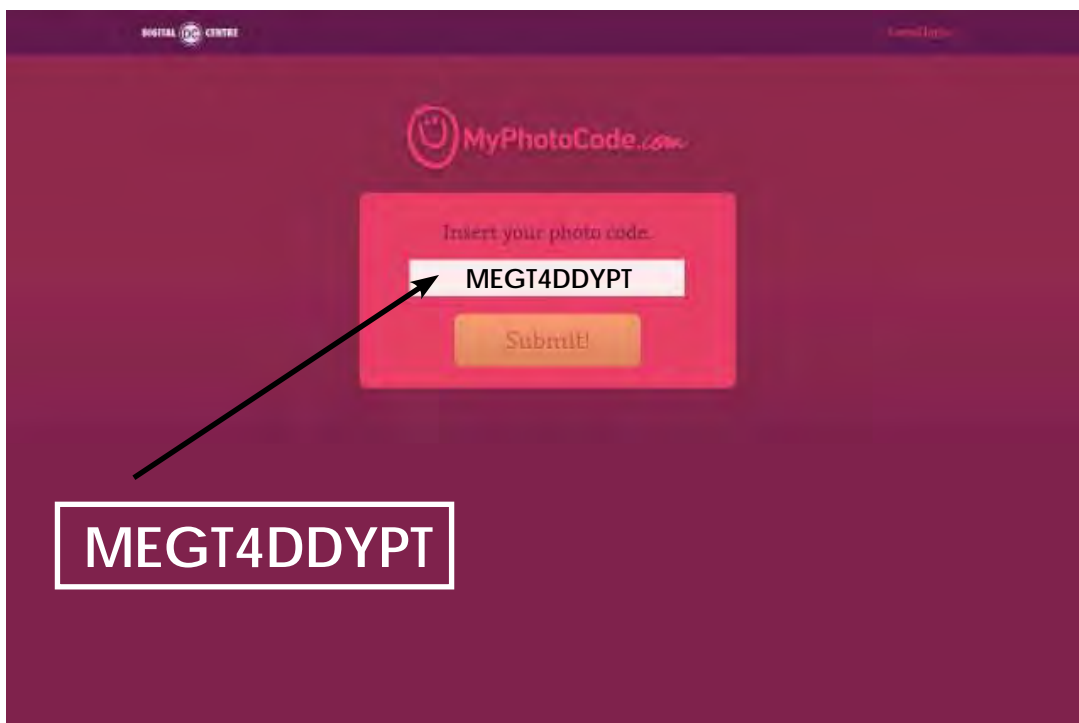 DIGITAL DC CENTRE
MyPhotoCode.com
Insert your photo code.
MEGT4DDYPT
Submit!
MEGT4DDYPT